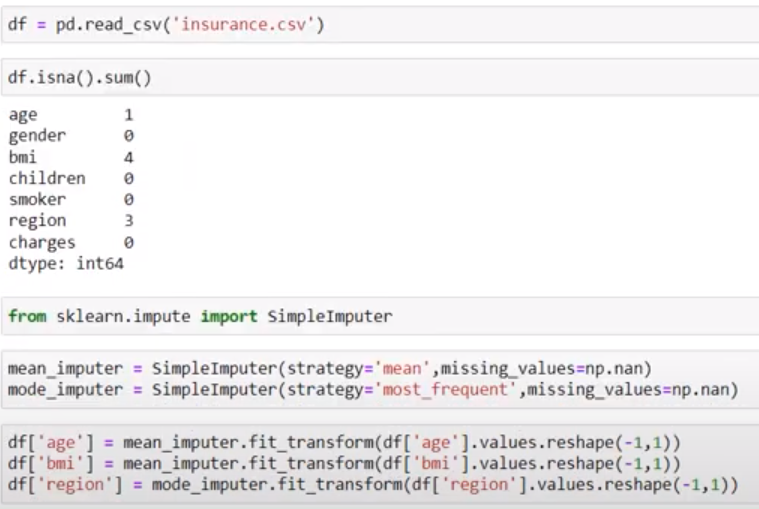 df = pd.read_csv('insurance.csv')
df.isna().sum()
age 1
gender 0
bmi 4
children 0
smoker 0
region 3
charges 0
dtype: int64
from sklearn.impute import SimpleImputer
mean_imputer = SimpleImputer(strategy='mean',missing_values=np.nan)
mode_imputer = SimpleImputer(strategy='most_frequent',missing_values=np.nan)
df['age'] = mean_imputer.fit_transform(df['age'].values.reshape(-1,1))
df['bmi'] = mean_imputer.fit_transform(df['bmi'].values.reshape(-1,1))
df['region'] = mode_imputer.fit_transform(df['region'].values.reshape(-1,1))